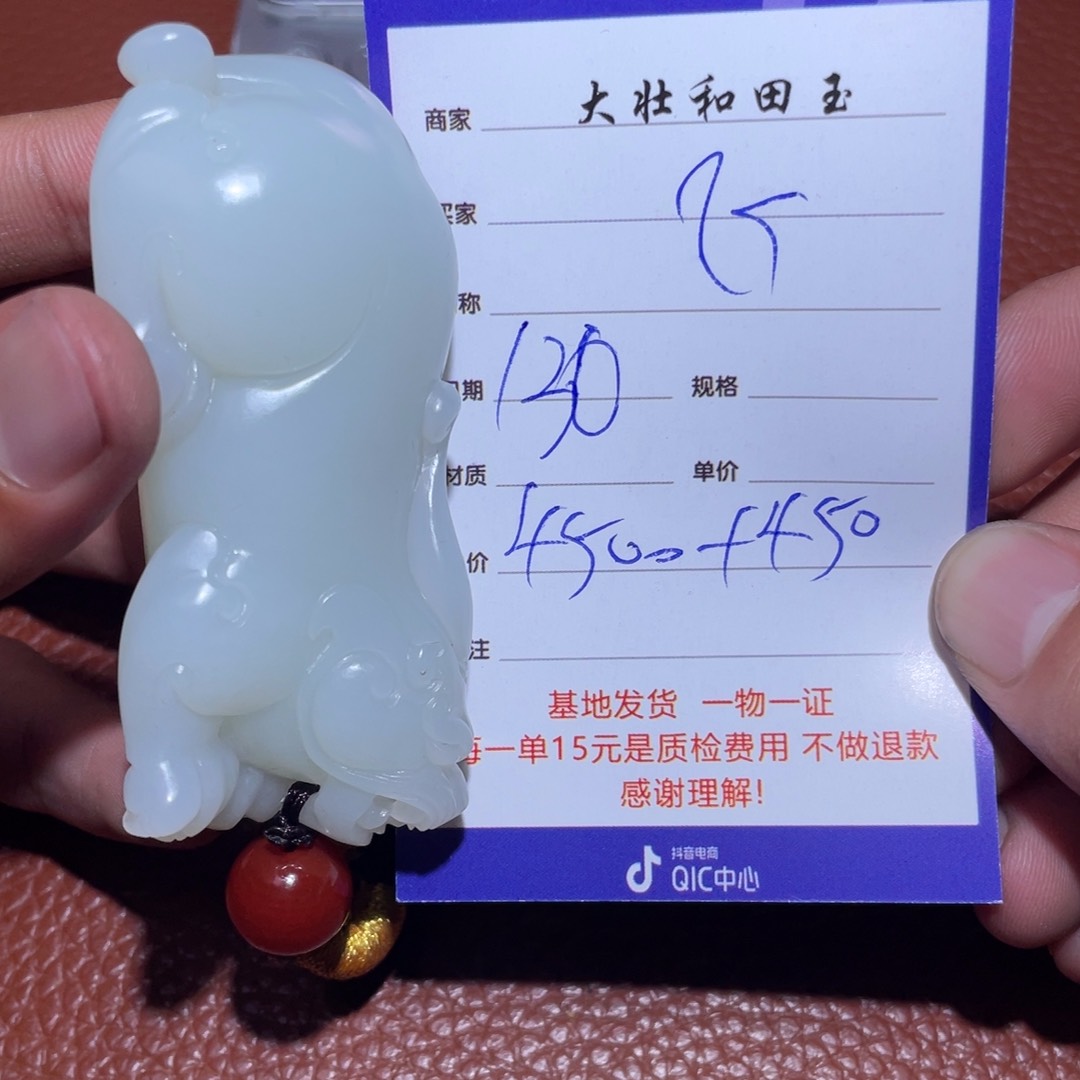 商家 大壮和田玉
买家
称
日期 130 规格
材质 单价
价 4500+450
注
基地发货 一物一证
每一单15元是质检费用 不做退款
感谢理解!
抖音电商
QIC中心